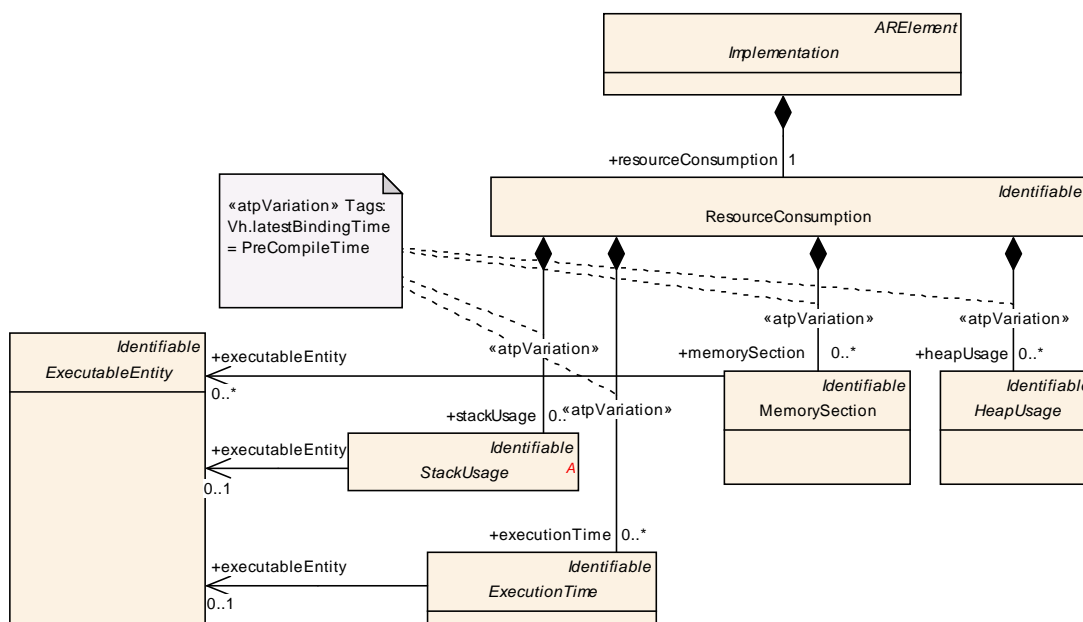 ARElement
Implementation
+resourceConsumption 1
«atpVariation» Tags:
Vh.latestBindingTime
= PreCompileTime
Identifiable
ResourceConsumption
«atpVariation»
«atpVariation»
«atpVariation»
Identifiable
ExecutableEntity
+executableEntity
0..*
+memorySection 0..*
+heapUsage 0..*
Identifiable
MemorySection
Identifiable
HeapUsage
«atpVariation»
+stackUsage 0..
+executableEntity
0..1
Identifiable
StackUsage
A
+executionTime 0..*
+executableEntity
0..1
Identifiable
ExecutionTime